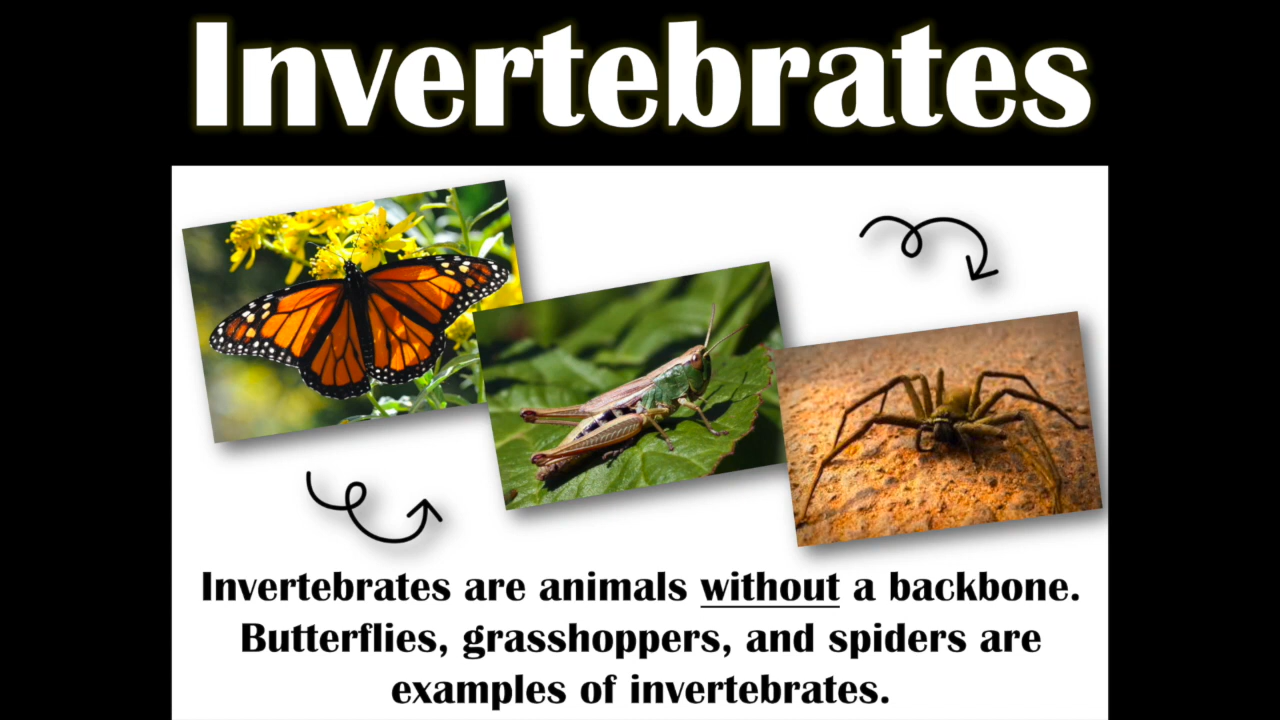 Invertebrates
Invertebrates are animals without a backbone.
Butterflies, grasshoppers, and spiders are
examples of invertebrates.